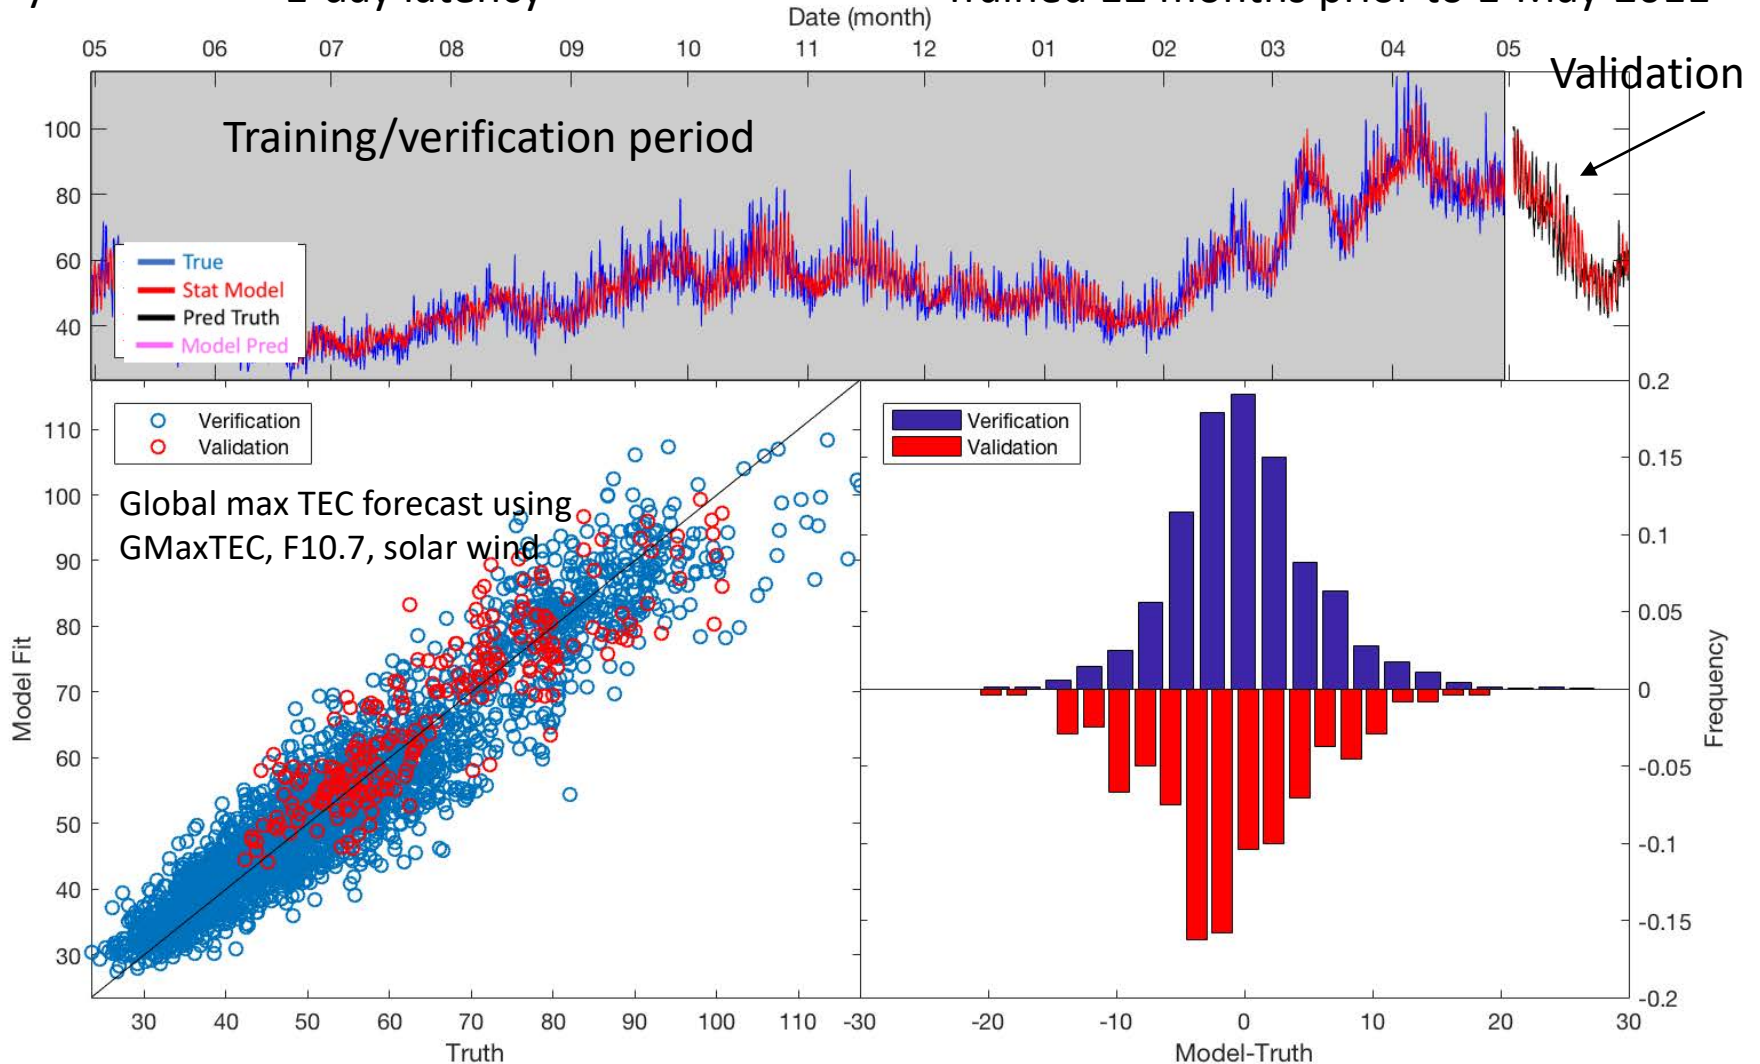 Date (month)
05 06 07 08 09 10 11 12 01 02 03 04 05
Validation
Training/verification period
100
80
60
40
True
Stat Model
Pred Truth
Model Pred
Verification
Validation
Global max TEC forecast using
GMaxTEC, F10.7, solar wind
110
100
90
80
70
60
50
40
30
Model Fit
30 40 50 60 70 80 90 100 110
Truth
Verification
Validation
0.2
0.15
0.1
0.05
0
-0.05
-0.1
-0.15
-0.2
Frequency
-30 -20 -10 0 10 20 30
Model-Truth